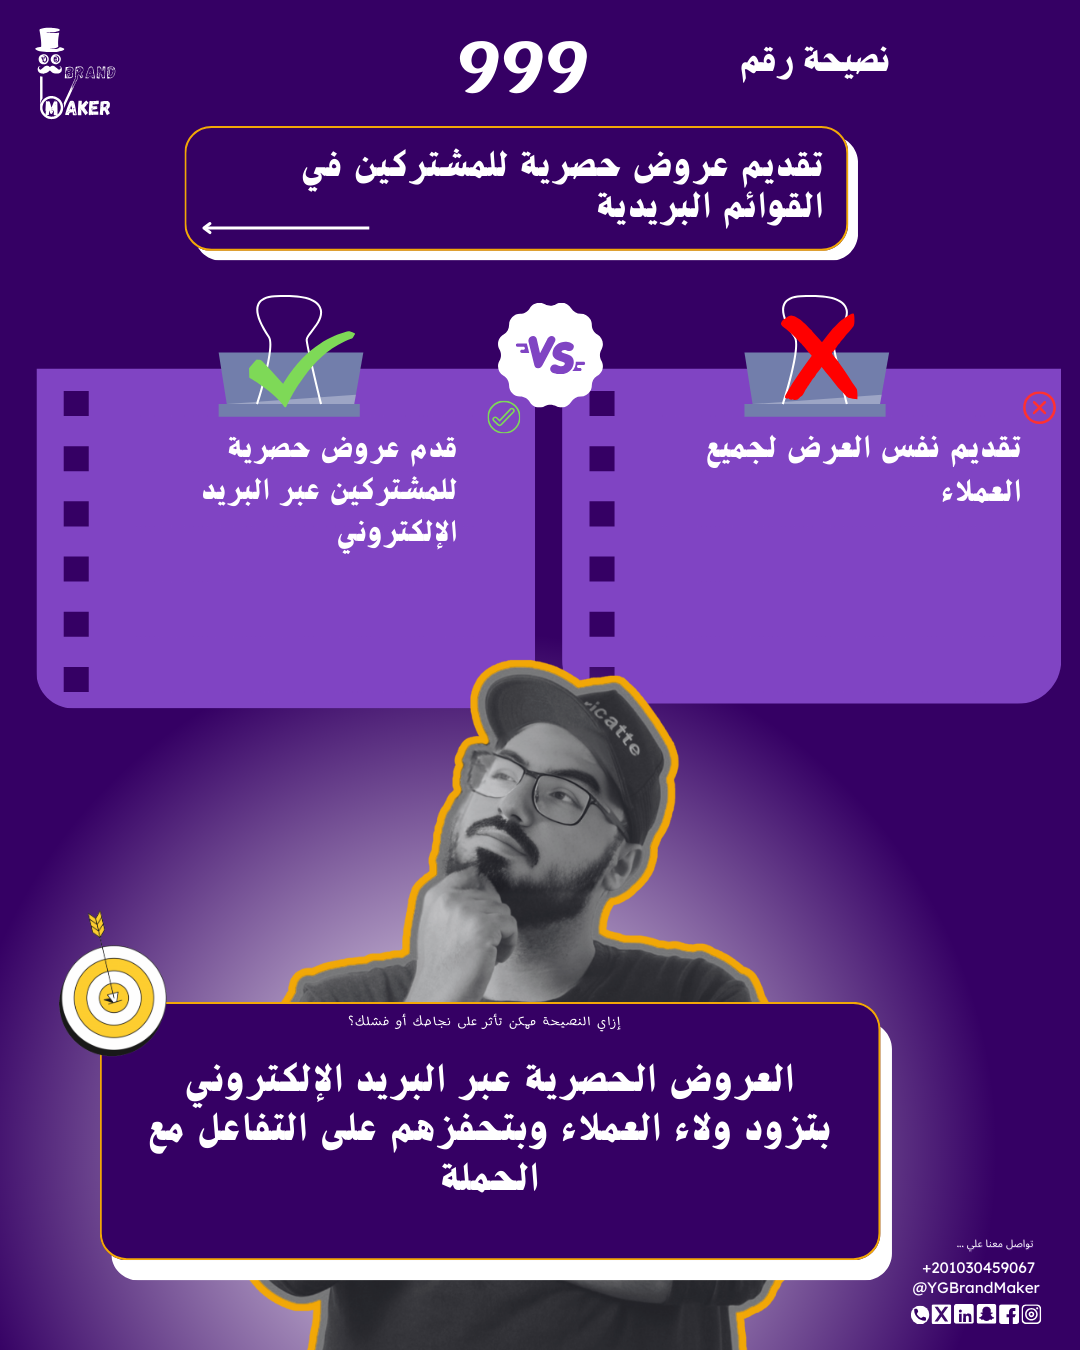 BRAND
MAKER
نصيحة رقم
999
تقديم عروض حصرية للمشتركين في
القوائم البريدية
VS
تقديم نفس العرض لجميع
العملاء
قدم عروض حصرية
للمشتركين عبر البريد
الإلكتروني
icatte
إزاي النصيحة ممكن تأثر على نجاحك أو فشلك؟
العروض الحصرية عبر البريد الإلكتروني
بتزود ولاء العملاء وبتحفزهم على التفاعل مع
الحملة
تواصل معنا علي ...
+201030459067
@YGBrandMaker